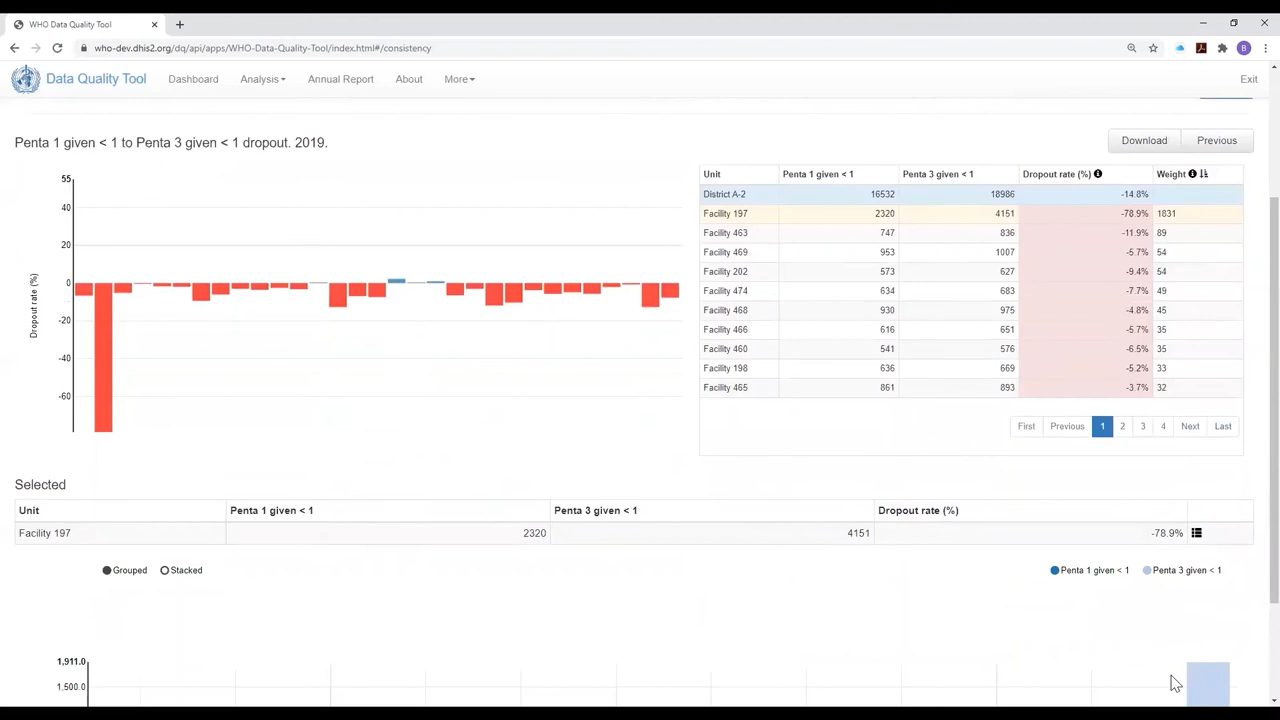 WHO Data Quality Tool
who-dev.dhis2.org/dq/api/apps/WHO-Data-Quality-Tool/index.html#/consistency
B
Data Quality Tool Dashboard Analysis Annual Report About More Exit
Penta 1 given < 1 to Penta 3 given < 1 dropout. 2019.
Download Previous
55
40
20
0
-20
-40
-60
Dropout rate (%)
Unit Penta 1 given < 1 Penta 3 given < 1 Dropout rate (%) Weight
District A-2 16532 18986 -14.8%
Facility 197 2320 4151 -78.9% 1831
Facility 463 747 836 -11.9% 89
Facility 469 953 1007 -5.7% 54
Facility 202 573 627 -9.4% 54
Facility 474 634 683 -7.7% 49
Facility 468 930 975 -4.8% 45
Facility 466 616 651 -5.7% 35
Facility 460 541 576 -6.5% 35
Facility 198 636 669 -5.2% 33
Facility 465 861 893 -3.7% 32
First Previous 1 2 3 4 Next Last
Selected
Unit Penta 1 given < 1 Penta 3 given < 1 Dropout rate (%)
Facility 197 2320 4151 -78.9%
Grouped Stacked Penta 1 given < 1 Penta 3 given < 1
1,911.0
1,500.0